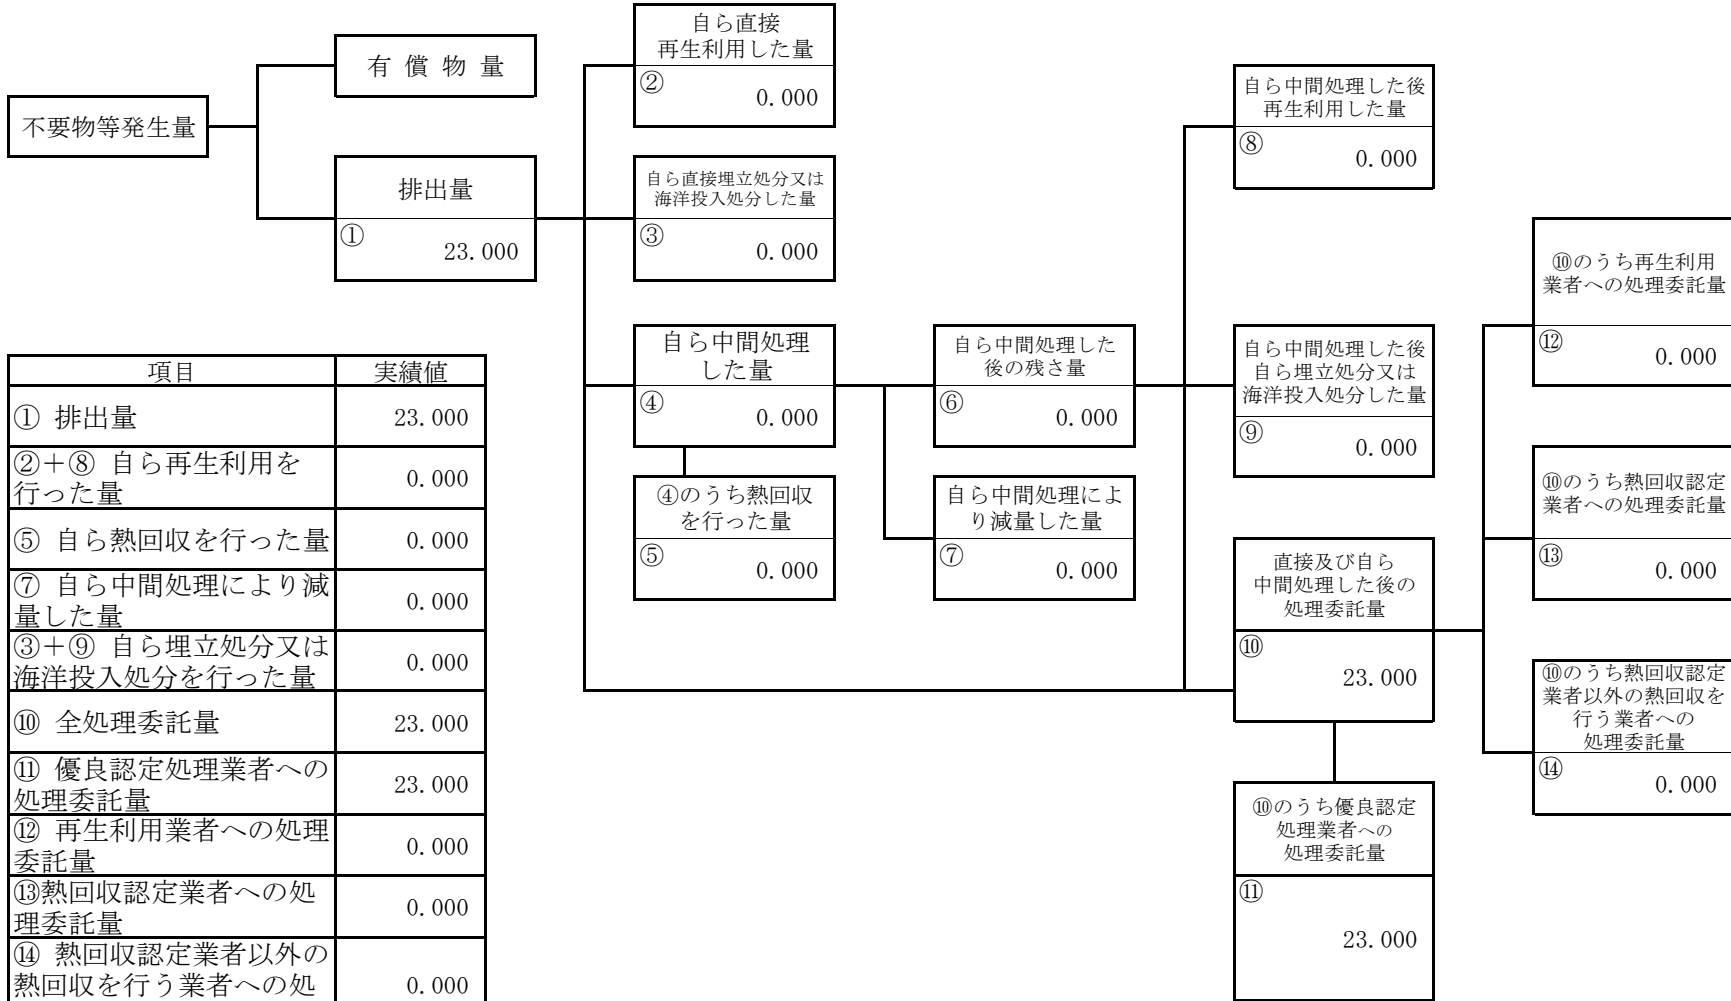 不要物等発生量
有 償 物 量
排出量
①
23.000
自ら直接
再生利用した量
②
0.000
自ら直接埋立処分又は
海洋投入処分した量
③
0.000
自ら中間処理
した量
④
0.000
④のうち熱回収
を行った量
⑤
0.000
自ら中間処理した
後の残さ量
⑥
0.000
自ら中間処理によ
り減量した量
⑦
0.000
自ら中間処理した後
再生利用した量
⑧
0.000
自ら中間処理した後
自ら埋立処分又は
海洋投入処分した量
⑨
0.000
直接及び自ら
中間処理した後の
処理委託量
⑩
23.000
⑩のうち優良認定
処理業者への
処理委託量
⑪
23.000
⑩のうち再生利用
業者への処理委託量
⑫
0.000
⑩のうち熱回収認定
業者への処理委託量
⑬
0.000
⑩のうち熱回収認定
業者以外の熱回収を
行う業者への
処理委託量
⑭
0.000
項目 実績値
① 排出量 23.000
②＋⑧ 自ら再生利用を
行った量 0.000
⑤ 自ら熱回収を行った量 0.000
⑦ 自ら中間処理により減
量した量 0.000
③＋⑨ 自ら埋立処分又は
海洋投入処分を行った量 0.000
⑩ 全処理委託量 23.000
⑪ 優良認定処理業者への
処理委託量 23.000
⑫ 再生利用業者への処理
委託量 0.000
⑬熱回収認定業者への処
理委託量 0.000
⑭ 熱回収認定業者以外の
熱回収を行う業者への処 0.000